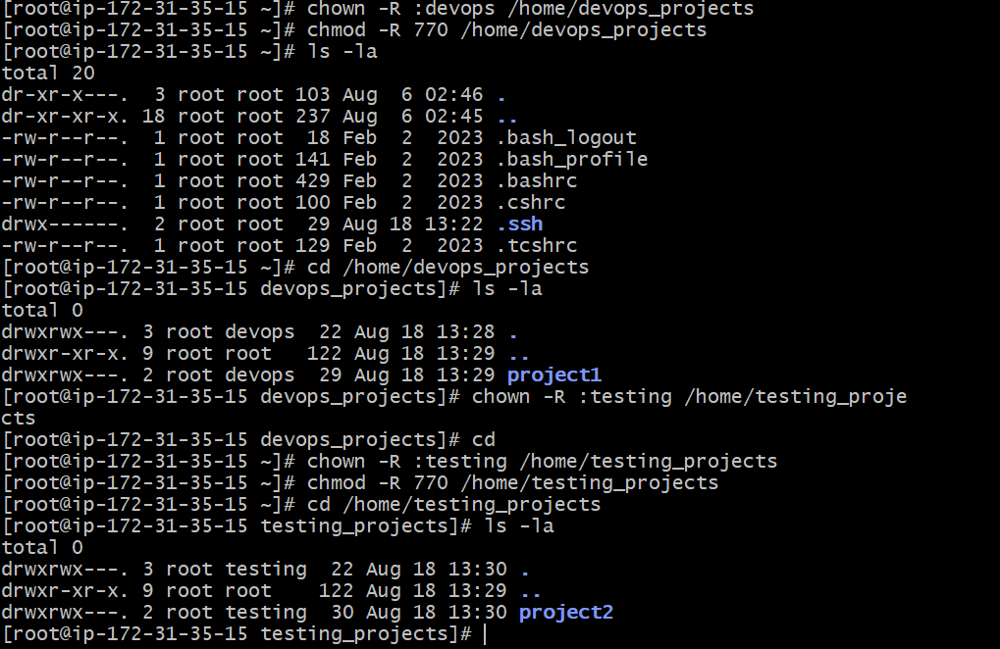 [root@ip-172-31-35-15 ~]# chown -R :devops /home/devops_projects
[root@ip-172-31-35-15 ~]# chmod -R 770 /home/devops_projects
[root@ip-172-31-35-15 ~]# ls -la
total 20
dr-xr-x---.  3 root root 103 Aug  6 02:46 .
dr-xr-xr-x. 18 root root 237 Aug  6 02:45 ..
-rw-r--r--.  1 root root  18 Feb  2  2023 .bash_logout
-rw-r--r--.  1 root root 141 Feb  2  2023 .bash_profile
-rw-r--r--.  1 root root 429 Feb  2  2023 .bashrc
-rw-r--r--.  1 root root 100 Feb  2  2023 .cshrc
drwx------.  2 root root  29 Aug 18 13:22 .ssh
-rw-r--r--.  1 root root 129 Feb  2  2023 .tcshrc
[root@ip-172-31-35-15 ~]# cd /home/devops_projects
[root@ip-172-31-35-15 devops_projects]# ls -la
total 0
drwxrwx---. 3 root devops  22 Aug 18 13:28 .
drwxr-xr-x. 9 root root   122 Aug 18 13:29 ..
drwxrwx---. 2 root devops  29 Aug 18 13:29 project1
[root@ip-172-31-35-15 devops_projects]# chown -R :testing /home/testing_proje
cts
[root@ip-172-31-35-15 devops_projects]# cd
[root@ip-172-31-35-15 ~]# chown -R :testing /home/testing_projects
[root@ip-172-31-35-15 ~]# chmod -R 770 /home/testing_projects
[root@ip-172-31-35-15 ~]# cd /home/testing_projects
[root@ip-172-31-35-15 testing_projects]# ls -la
total 0
drwxrwx---. 3 root testing  22 Aug 18 13:30 .
drwxr-xr-x. 9 root root    122 Aug 18 13:29 ..
drwxrwx---. 2 root testing  30 Aug 18 13:30 project2
[root@ip-172-31-35-15 testing_projects]#